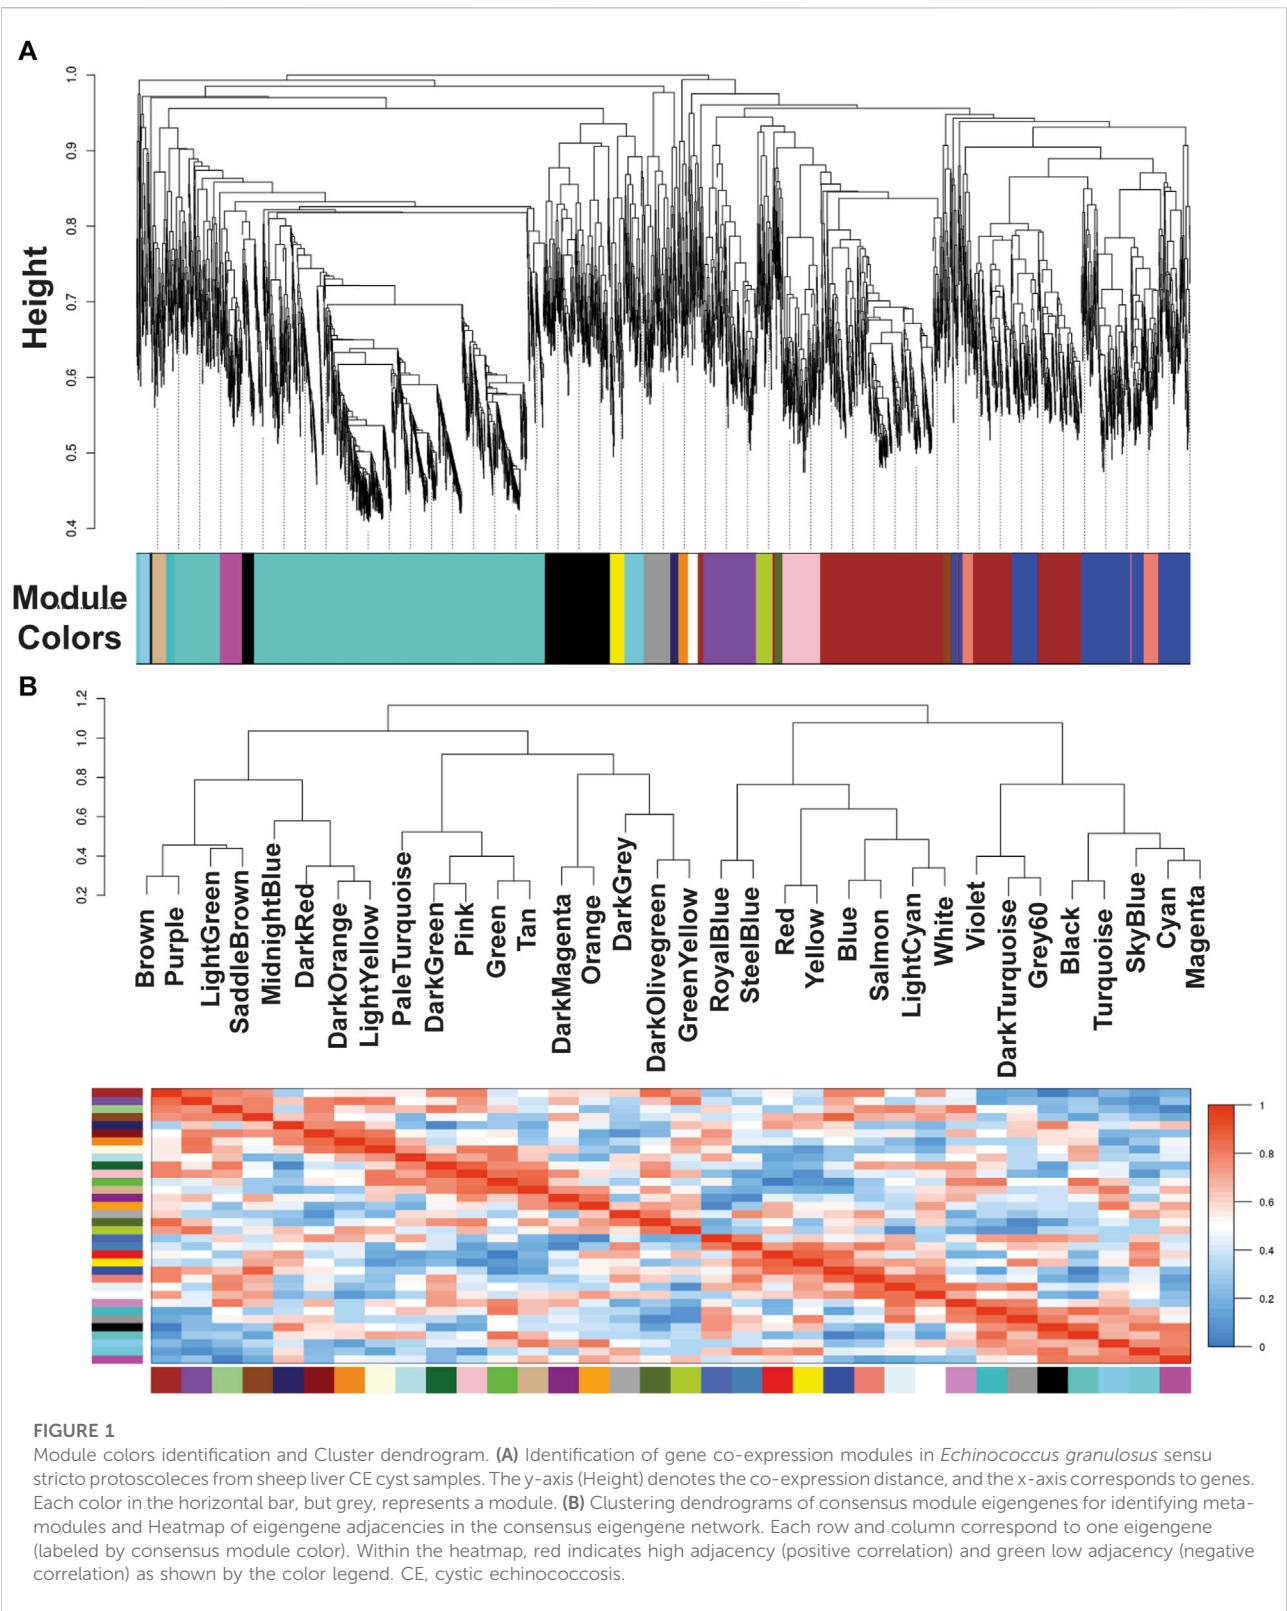 A
1.0
0.9
0.8
0.7
0.6
0.5
0.4
Height
Module
Colors
B
1.2
1.0
0.8
0.6
0.4
0.2
Brown
Purple
LightGreen
SaddleBrown
MidnightBlue
DarkRed
DarkOrange
LightYellow
PaleTurquoise
DarkGreen
Pink
Green
Tan
DarkMagenta
Orange
DarkGrey
DarkOlivegreen
GreenYellow
RoyalBlue
SteelBlue
Red
Yellow
Blue
Salmon
LightCyan
White
Violet
DarkTurquoise
Grey60
Black
Turquoise
SkyBlue
Cyan
Magenta
1
0.8
0.6
0.4
0.2
0
FIGURE 1
Module colors identification and Cluster dendrogram. (A) Identification of gene co-expression modules in Echinococcus granulosus sensu
stricto protoscoleces from sheep liver CE cyst samples. The y-axis (Height) denotes the co-expression distance, and the x-axis corresponds to genes.
Each color in the horizontal bar, but grey, represents a module. (B) Clustering dendrograms of consensus module eigengenes for identifying meta-
modules and Heatmap of eigengene adjacencies in the consensus eigengene network. Each row and column correspond to one eigengene
(labeled by consensus module color). Within the heatmap, red indicates high adjacency (positive correlation) and green low adjacency (negative
correlation) as shown by the color legend. CE, cystic echinococcosis.